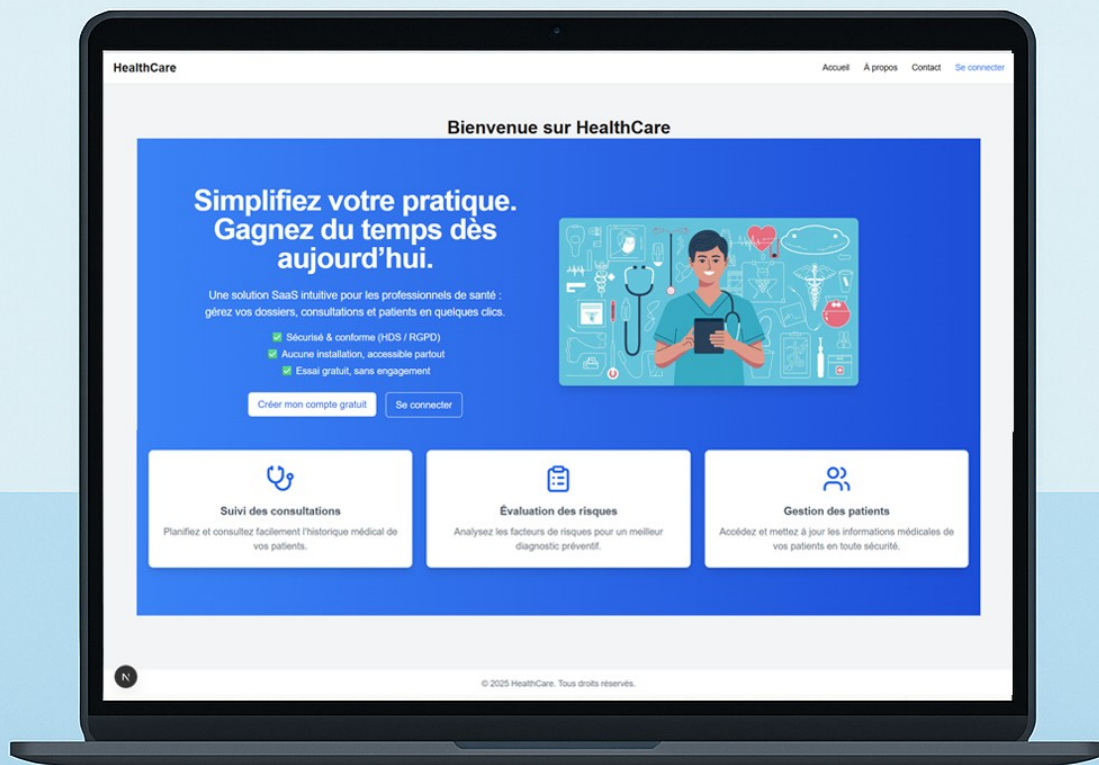 HealthCare
Accueil À propos Contact Se connecter
Bienvenue sur HealthCare
Simplifiez votre pratique.
Gagnez du temps dès
aujourd'hui.
Une solution SaaS intuitive pour les professionnels de santé :
gérez vos dossiers, consultations et patients en quelques clics.
✅ Sécurisé & conforme (HDS / RGPD)
✅ Aucune installation, accessible partout
✅ Essai gratuit, sans engagement
Créer mon compte gratuit Se connecter
Suivi des consultations
Planifiez et consultez facilement l'historique médical de
vos patients.
Évaluation des risques
Analysez les facteurs de risques pour un meilleur
diagnostic préventif.
Gestion des patients
Accédez et mettez à jour les informations médicales de
vos patients en toute sécurité.
N
© 2025 HealthCare. Tous droits réservés.